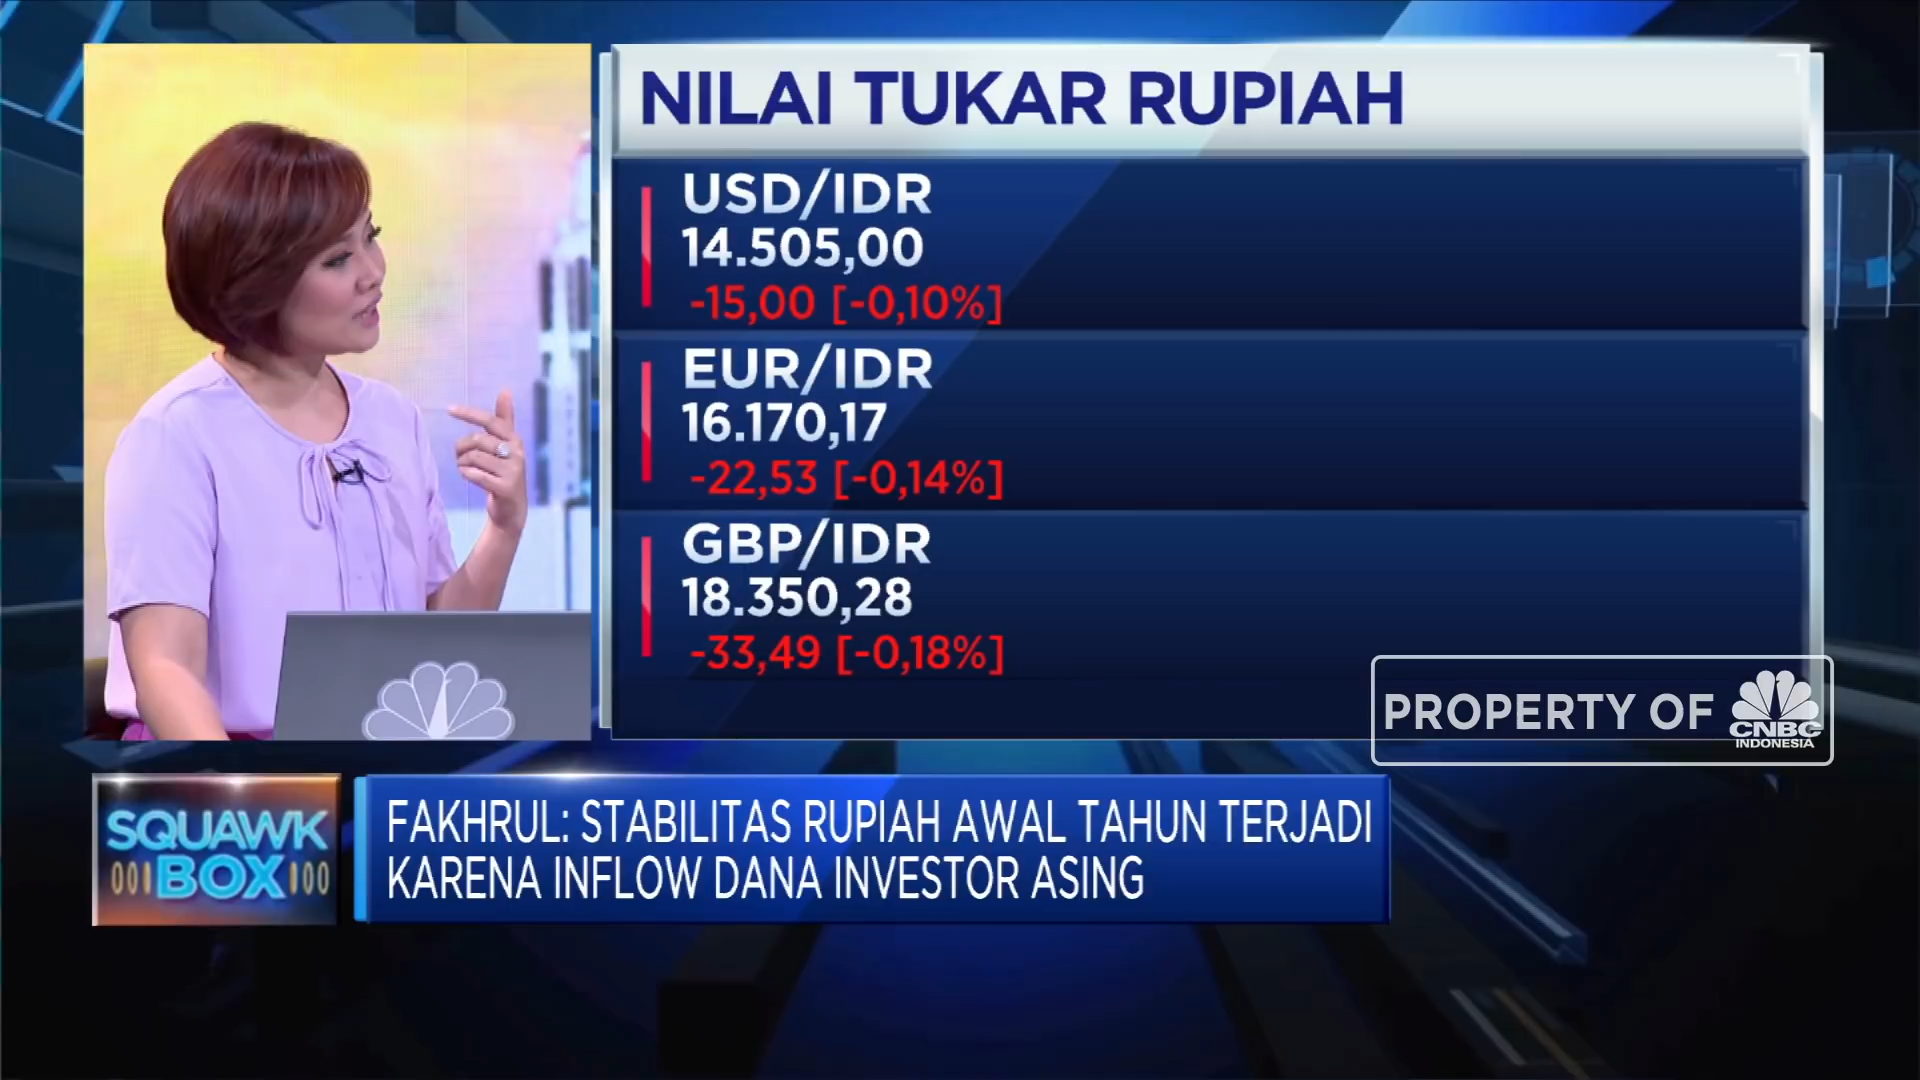 NILAI TUKAR RUPIAH
USD/IDR
14.505,00
-15,00 [-0,10%]
EUR/IDR
16.170,17
-22,53 [-0,14%]
GBP/IDR
18.350,28
-33,49 [-0,18%]
PROPERTY OF CNBC INDONESIA
SQUAWK
001 BOX 100
FAKHRUL: STABILITAS RUPIAH AWAL TAHUN TERJADI
KARENA INFLOW DANA INVESTOR ASING